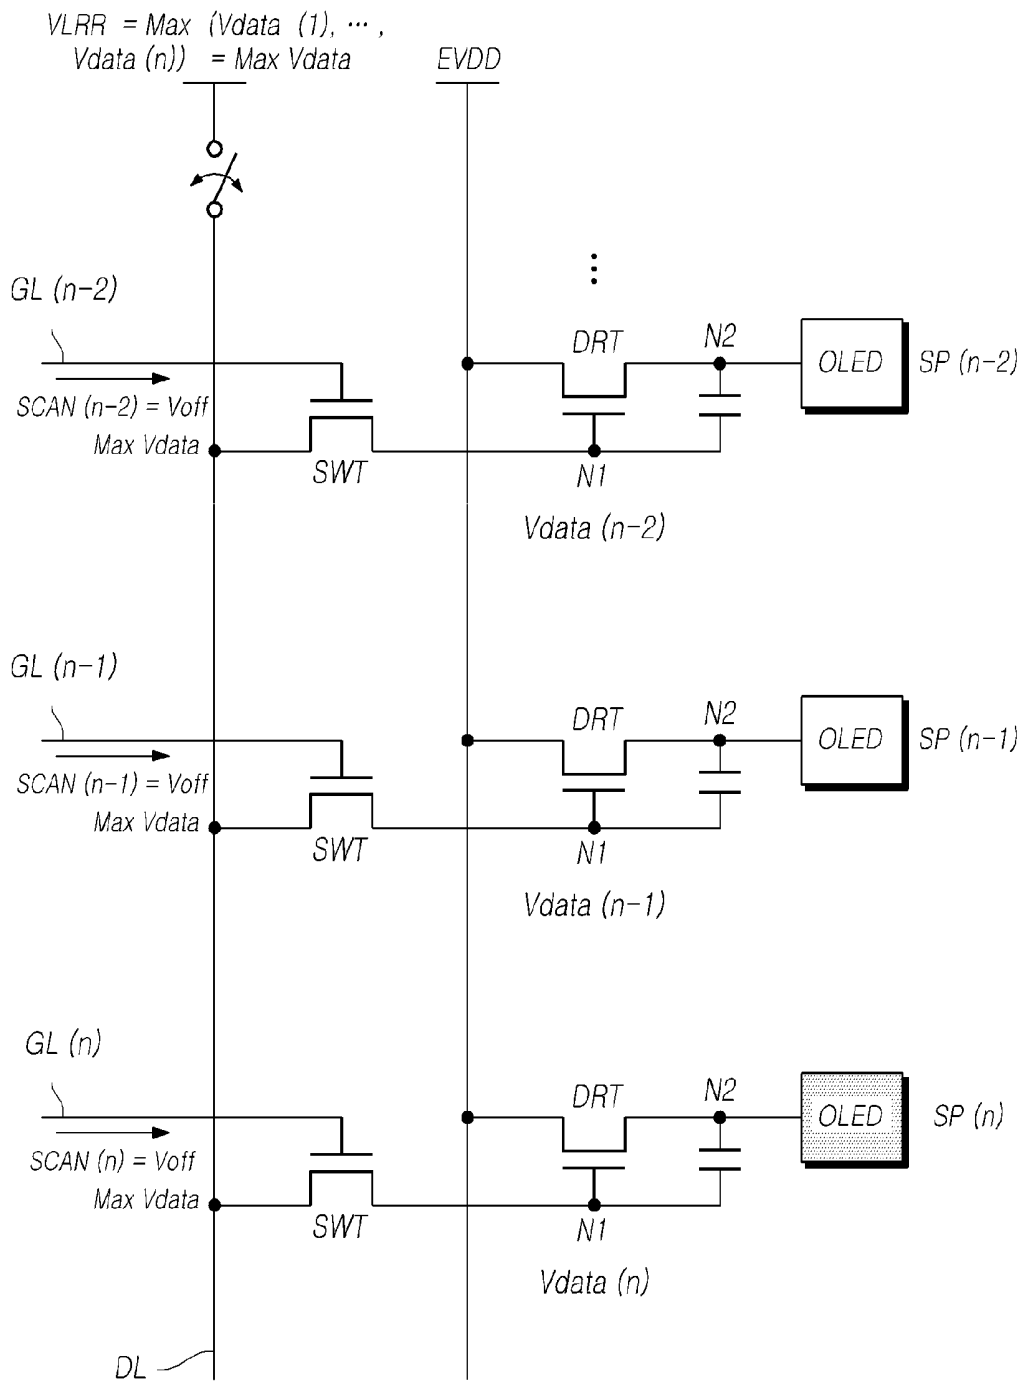 VLRR = Max (Vdata (1), ··· ,
Vdata (n)) = Max Vdata
EVDD
GL (n-2)
DRT
N2
OLED
SP (n-2)
SCAN (n-2) = Voff
Max Vdata
SWT
N1
Vdata (n-2)
GL (n-1)
DRT
N2
OLED
SP (n-1)
SCAN (n-1) = Voff
Max Vdata
SWT
N1
Vdata (n-1)
GL (n)
DRT
N2
OLED
SP (n)
SCAN (n) = Voff
Max Vdata
SWT
N1
Vdata (n)
DL